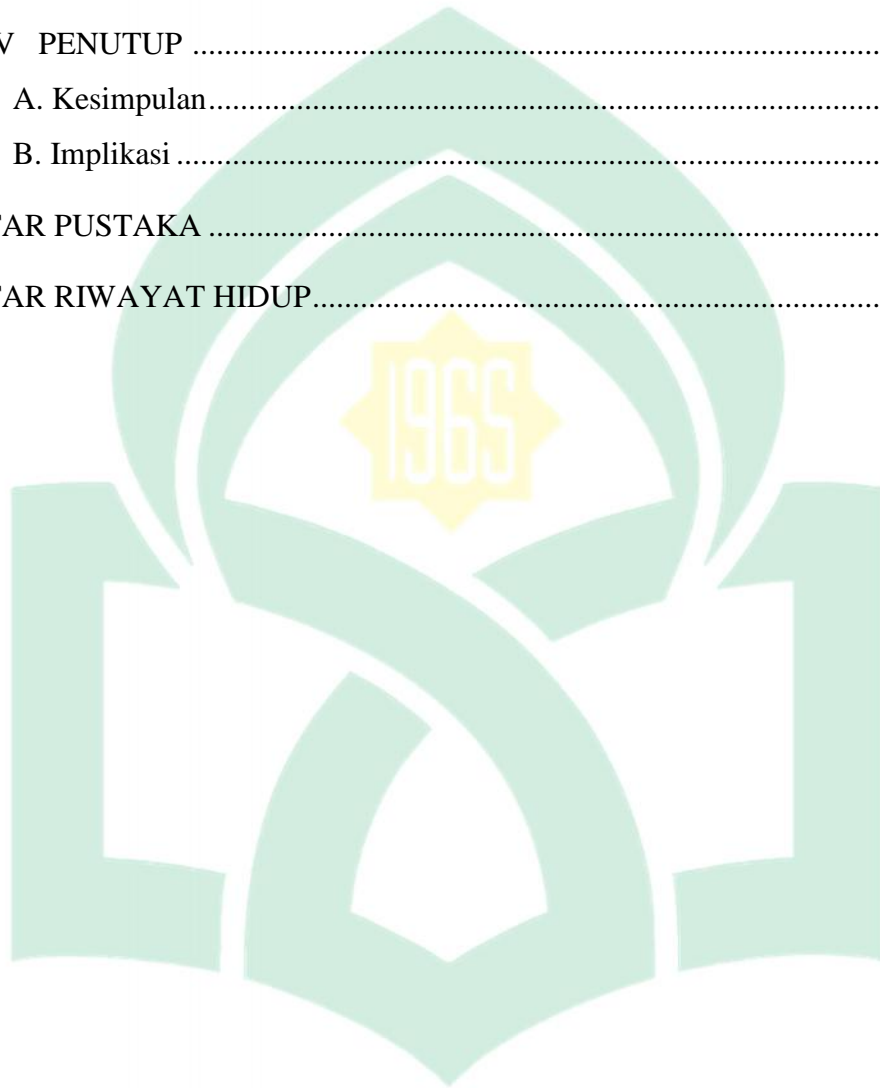 V PENUTUP ....................................................................................
A. Kesimpulan....................................................................................
B. Implikasi ....................................................................................
TAR PUSTAKA ....................................................................................
TAR RIWAYAT HIDUP....................................................................................
1965